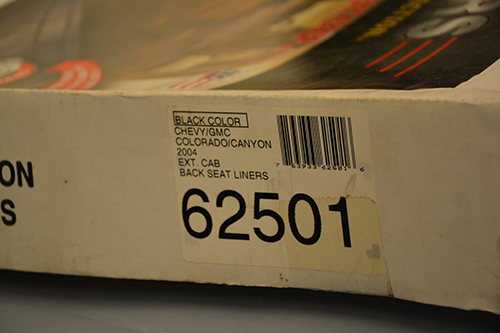 BLACK COLOR
CHEVY/GMC
COLORADO/CANYON
2004
EXT. CAB
BACK SEAT LINERS
62501
ON
S